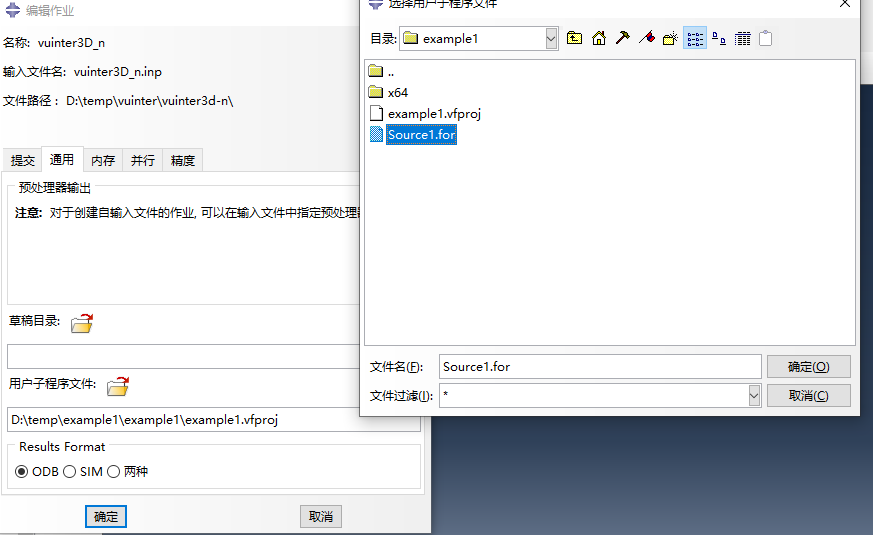 编辑作业
名称: vuinter3D_n
输入文件名: vuinter3D_n.inp
文件路径: D:\temp\vuinter\vuinter3d-n\
提交 通用 内存 并行 精度
预处理器输出
注意: 对于创建自输入文件的作业, 可以在输入文件中指定预处理器
草稿目录:
用户子程序文件:
D:\temp\example1\example1\example1.vfproj
Results Format
ODB SIM 两种
确定 取消
选择用户子程序文件
目录: example1
..
x64
example1.vfproj
Source1.for
文件名(F): Source1.for 确定(O)
文件过滤(I): * 取消(C)